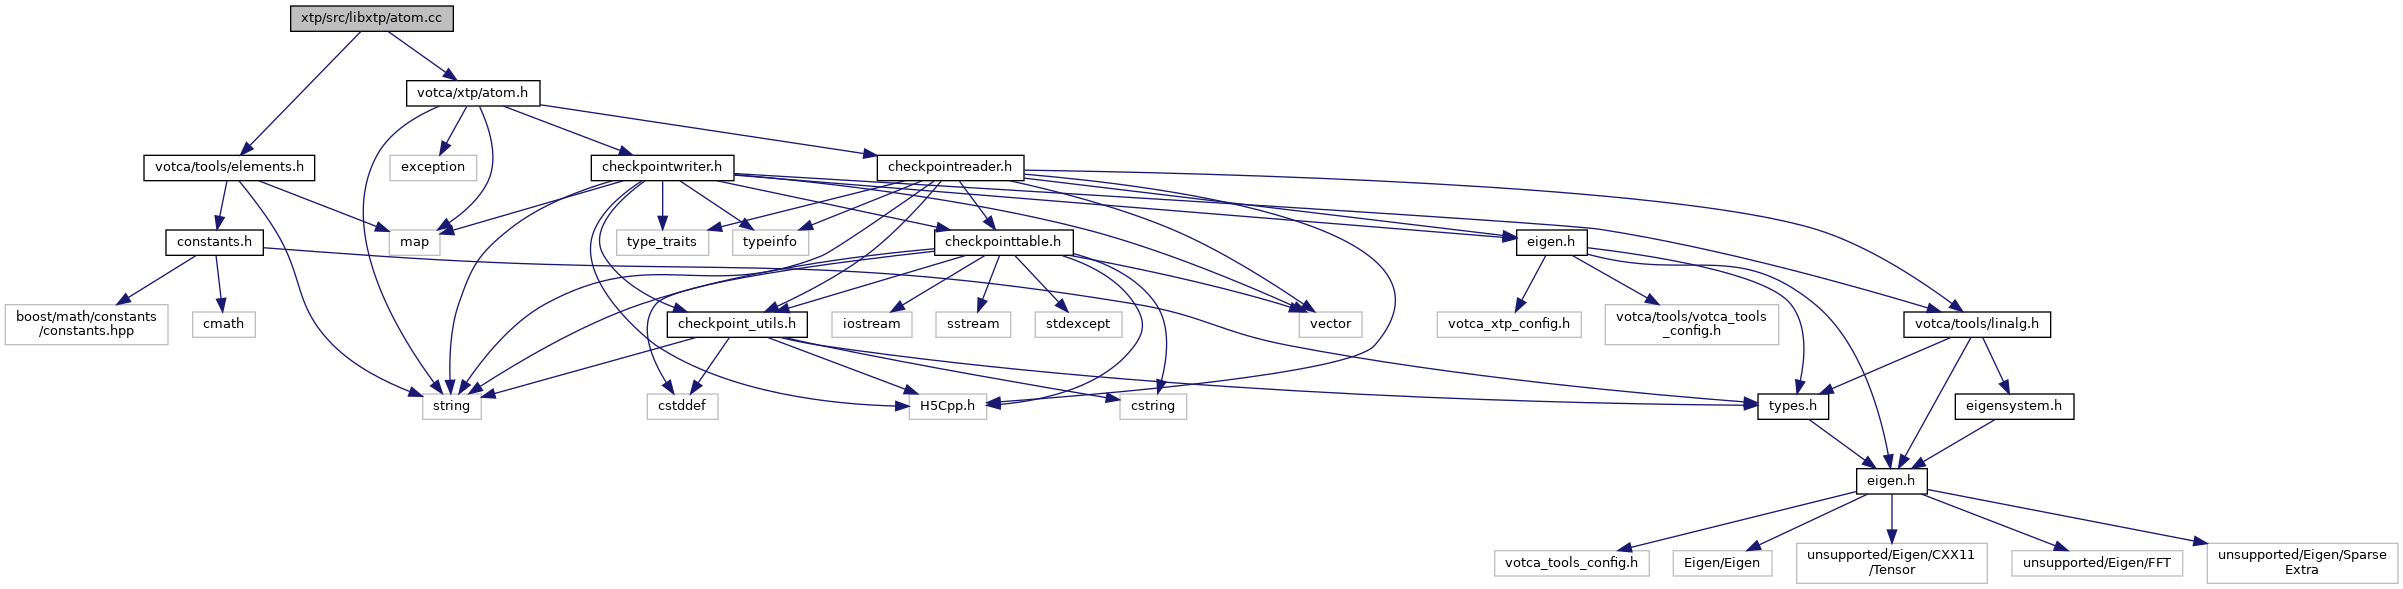 xtp/src/libxtp/atom.cc
votca/xtp/atom.h
votca/tools/elements.h
exception
checkpointwriter.h
checkpointreader.h
constants.h
map
type_traits
typeinfo
checkpointtable.h
eigen.h
boost/math/constants
/constants.hpp
cmath
checkpoint_utils.h
iostream
sstream
stdexcept
vector
votca_xtp_config.h
votca/tools/votca_tools
_config.h
votca/tools/linalg.h
string
cstddef
H5Cpp.h
cstring
types.h
eigensystem.h
eigen.h
votca_tools_config.h
Eigen/Eigen
unsupported/Eigen/CXX11
/Tensor
unsupported/Eigen/FFT
unsupported/Eigen/Sparse
Extra